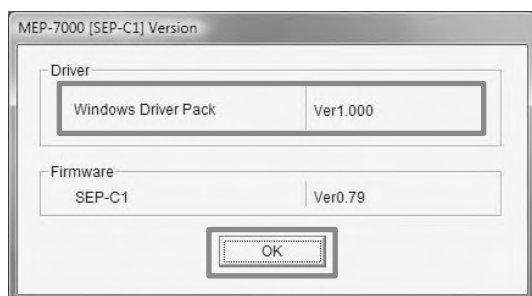 MEP-7000 [SEP-C1] Version
Driver
Windows Driver Pack Ver1.000
Firmware
SEP-C1 Ver0.79
OK